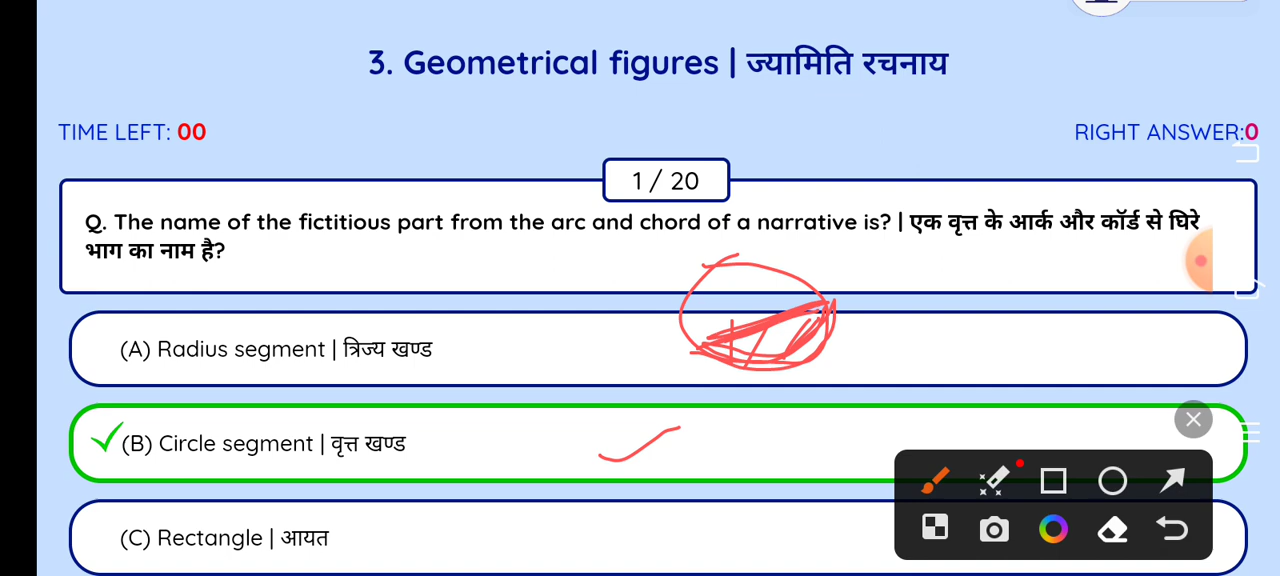 3. Geometrical figures | ज्यामिति रचनाय
TIME LEFT: 00
RIGHT ANSWER:0
1 / 20
Q. The name of the fictitious part from the arc and chord of a narrative is? | एक वृत्त के आर्क और कॉर्ड से घिरे
भाग का नाम है?
(A) Radius segment | त्रिज्य खण्ड
(B) Circle segment | वृत्त खण्ड
(C) Rectangle | आयत